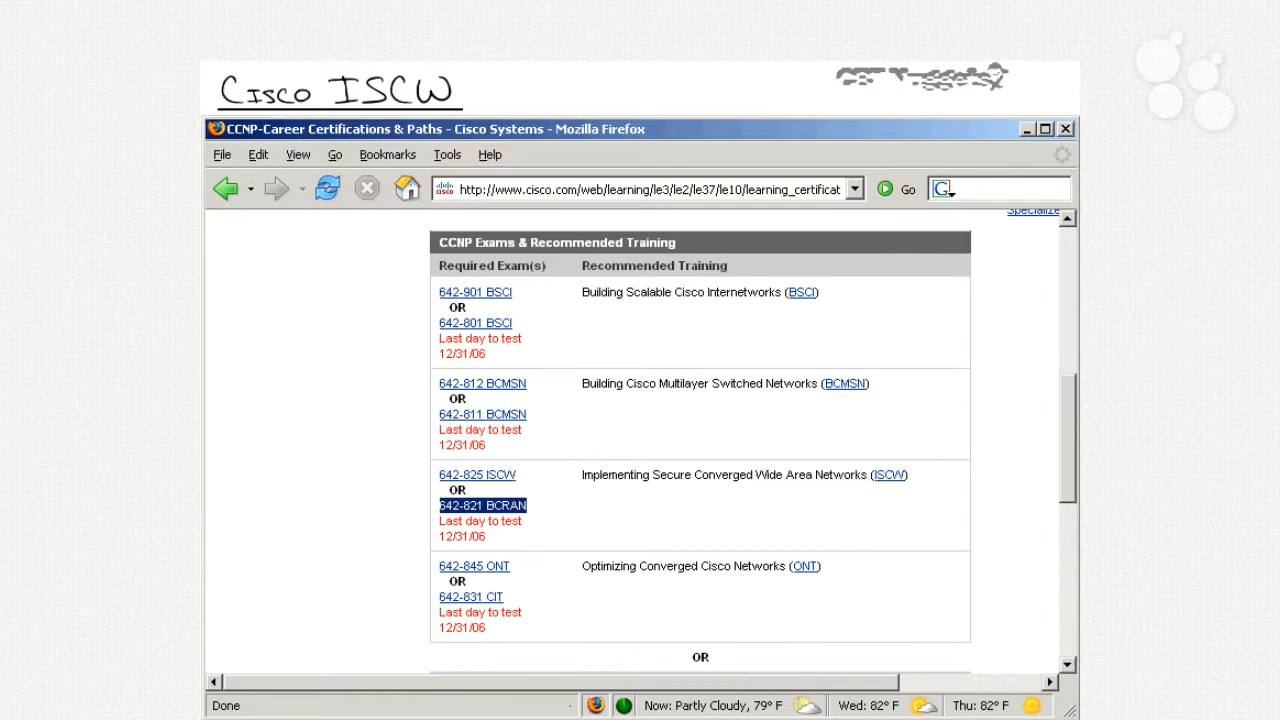 Cisco ISCW
CCNP-Career Certifications & Paths - Cisco Systems - Mozilla Firefox
File Edit View Go Bookmarks Tools Help
http://www.cisco.com/web/learning/le3/le2/le37/le10/learning_certificat Go
Specialize
CCNP Exams & Recommended Training
Required Exam(s) Recommended Training
642-901 BSCI Building Scalable Cisco Internetworks (BSCI)
OR
642-801 BSCI
Last day to test
12/31/06
642-812 BCMSN Building Cisco Multilayer Switched Networks (BCMSN)
OR
642-811 BCMSN
Last day to test
12/31/06
642-825 ISCW Implementing Secure Converged Wide Area Networks (ISCW)
OR
642-821 BCRAN
Last day to test
12/31/06
642-845 ONT Optimizing Converged Cisco Networks (ONT)
OR
642-831 CIT
Last day to test
12/31/06
OR
Done Now: Partly Cloudy, 79° F Wed: 82° F Thu: 82° F